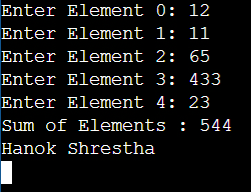 Enter Element 0: 12
Enter Element 1: 11
Enter Element 2: 65
Enter Element 3: 433
Enter Element 4: 23
Sum of Elements : 544
Hanok Shrestha